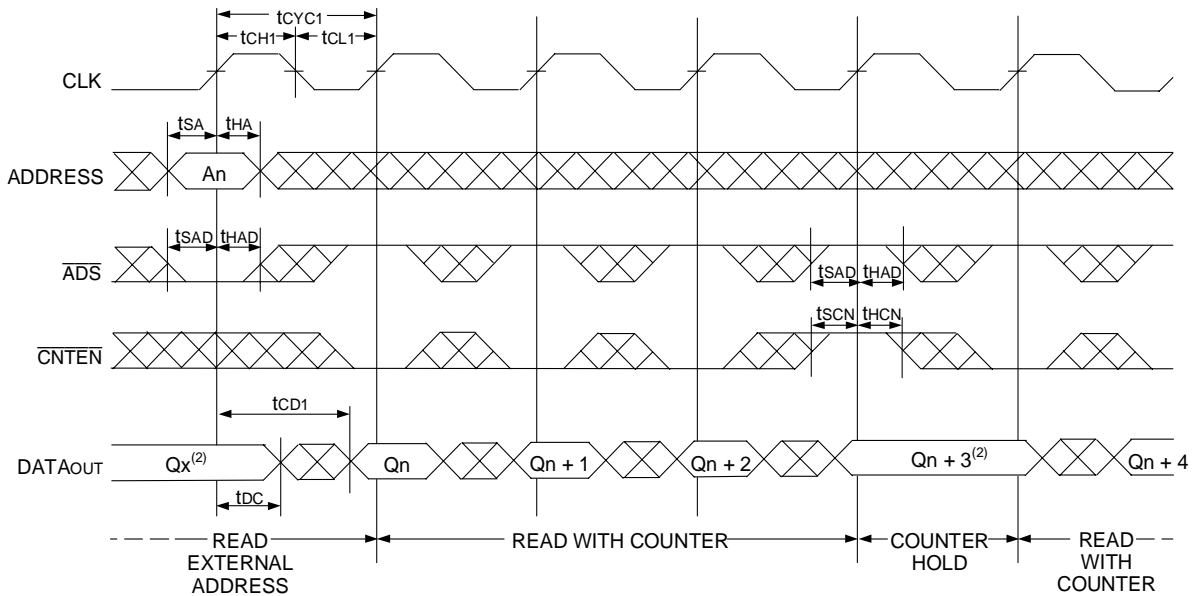 tCYC1
tCH1
tCL1
CLK
tSA
tHA
ADDRESS
An
tSAD
tHAD
ADS
tSAD
tHAD
tSCN
tHCN
CNTEN
tCD1
DATAOUT
Qx(2)
Qn
Qn + 1
Qn + 2
Qn + 3(2)
Qn + 4
tDC
READ
EXTERNAL
ADDRESS
READ WITH COUNTER
COUNTER
HOLD
READ
WITH
COUNTER